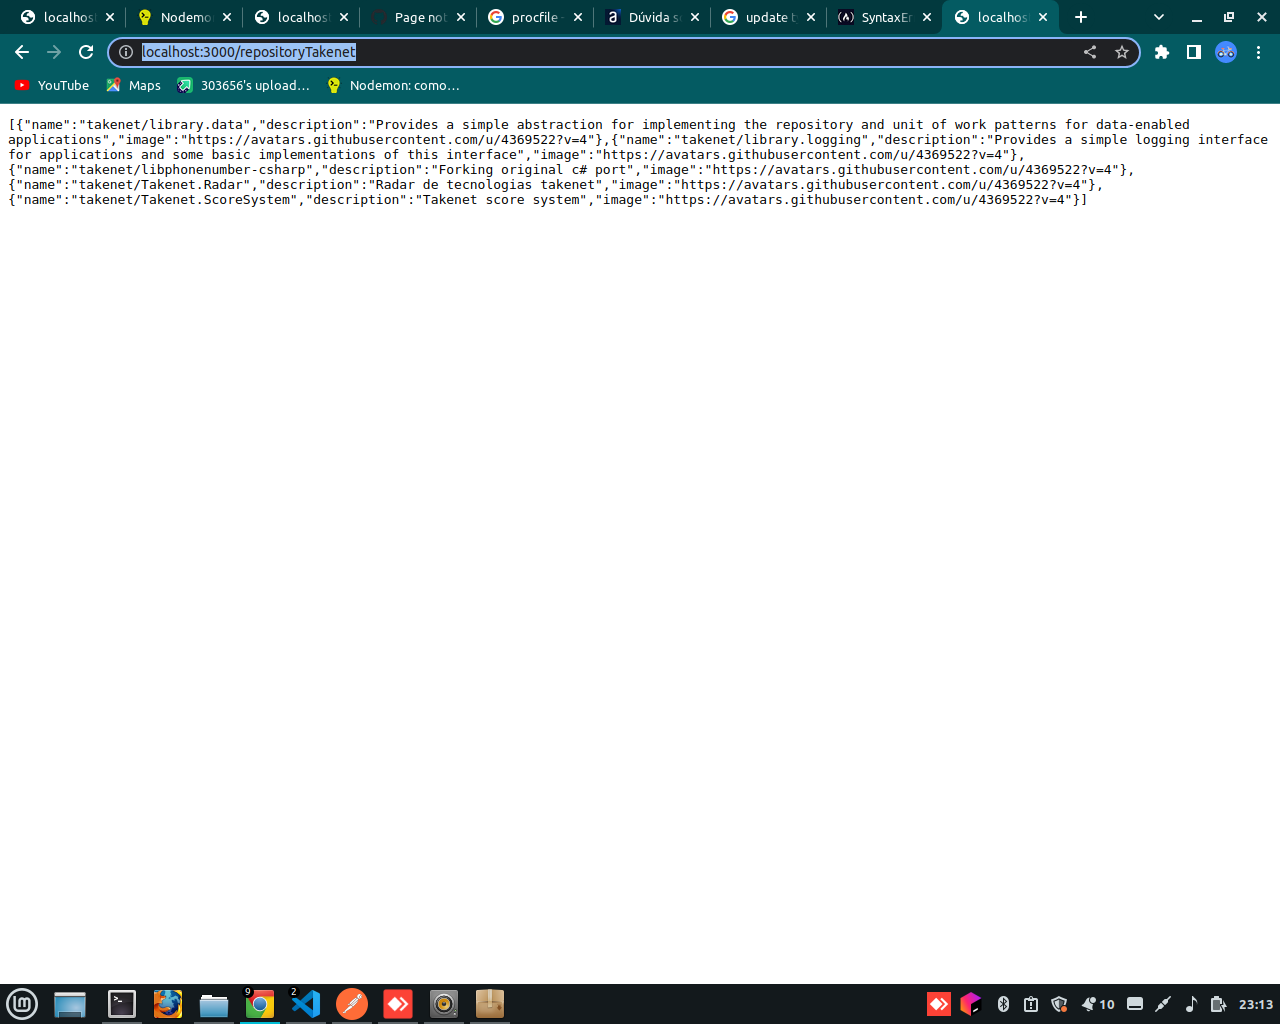 localhost
Nodemo
localhost
Page not
procfile -
Dúvida s
update t
SyntaxEr
localhos
localhost:3000/repositoryTakenet
YouTube
Maps
303656's upload...
Nodemon: como...
[{"name":"takenet/library.data","description":"Provides a simple abstraction for implementing the repository and unit of work patterns for data-enabled
applications","image":"https://avatars.githubusercontent.com/u/4369522?v=4"},{"name":"takenet/library.logging","description":"Provides a simple logging interface
for applications and some basic implementations of this interface","image":"https://avatars.githubusercontent.com/u/4369522?v=4"},
{"name":"takenet/libphonenumber-csharp","description":"Forking original c# port","image":"https://avatars.githubusercontent.com/u/4369522?v=4"},
{"name":"takenet/Takenet.Radar","description":"Radar de tecnologias takenet","image":"https://avatars.githubusercontent.com/u/4369522?v=4"},
{"name":"takenet/Takenet.ScoreSystem","description":"Takenet score system","image":"https://avatars.githubusercontent.com/u/4369522?v=4"}]
9
2
10
23:13